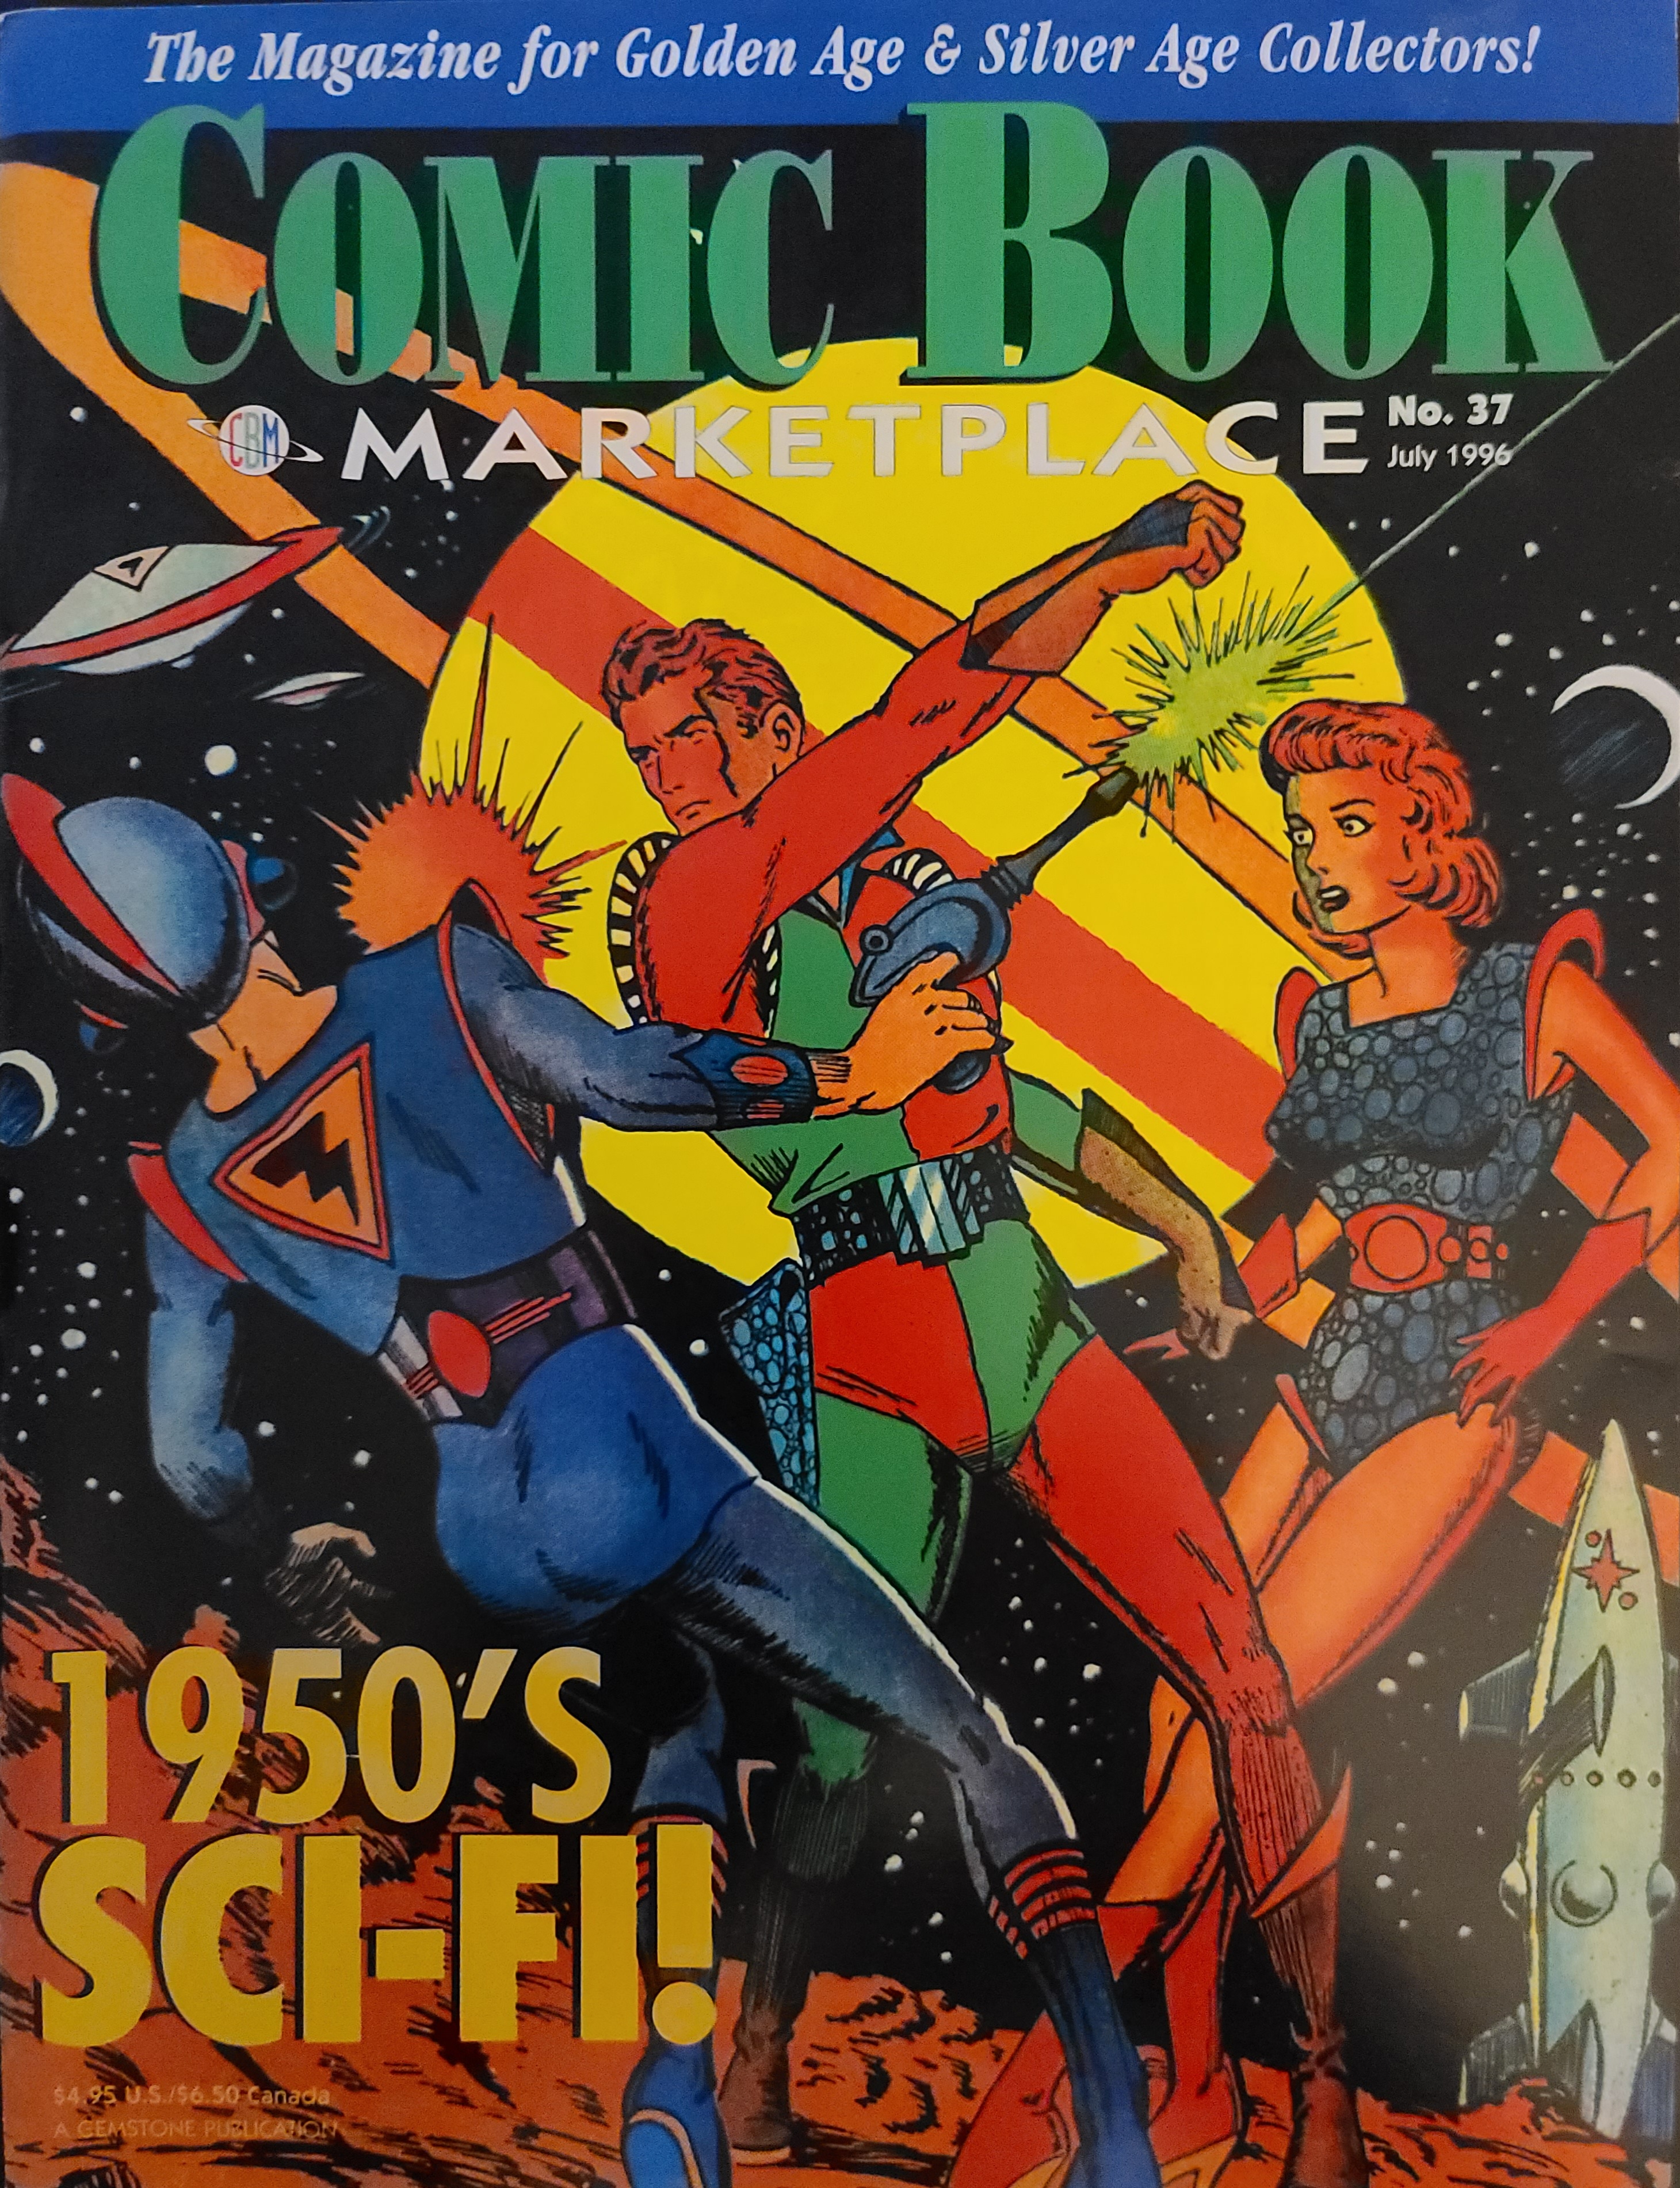 The Magazine for Golden Age & Silver Age Collectors!
COMIC BOOK
CBM MARKETPLACE
No. 37
July 1996
1950'S
SCI-FI!
$4.95 U.S./$6.50 Canada
A GEMSTONE PUBLICATION